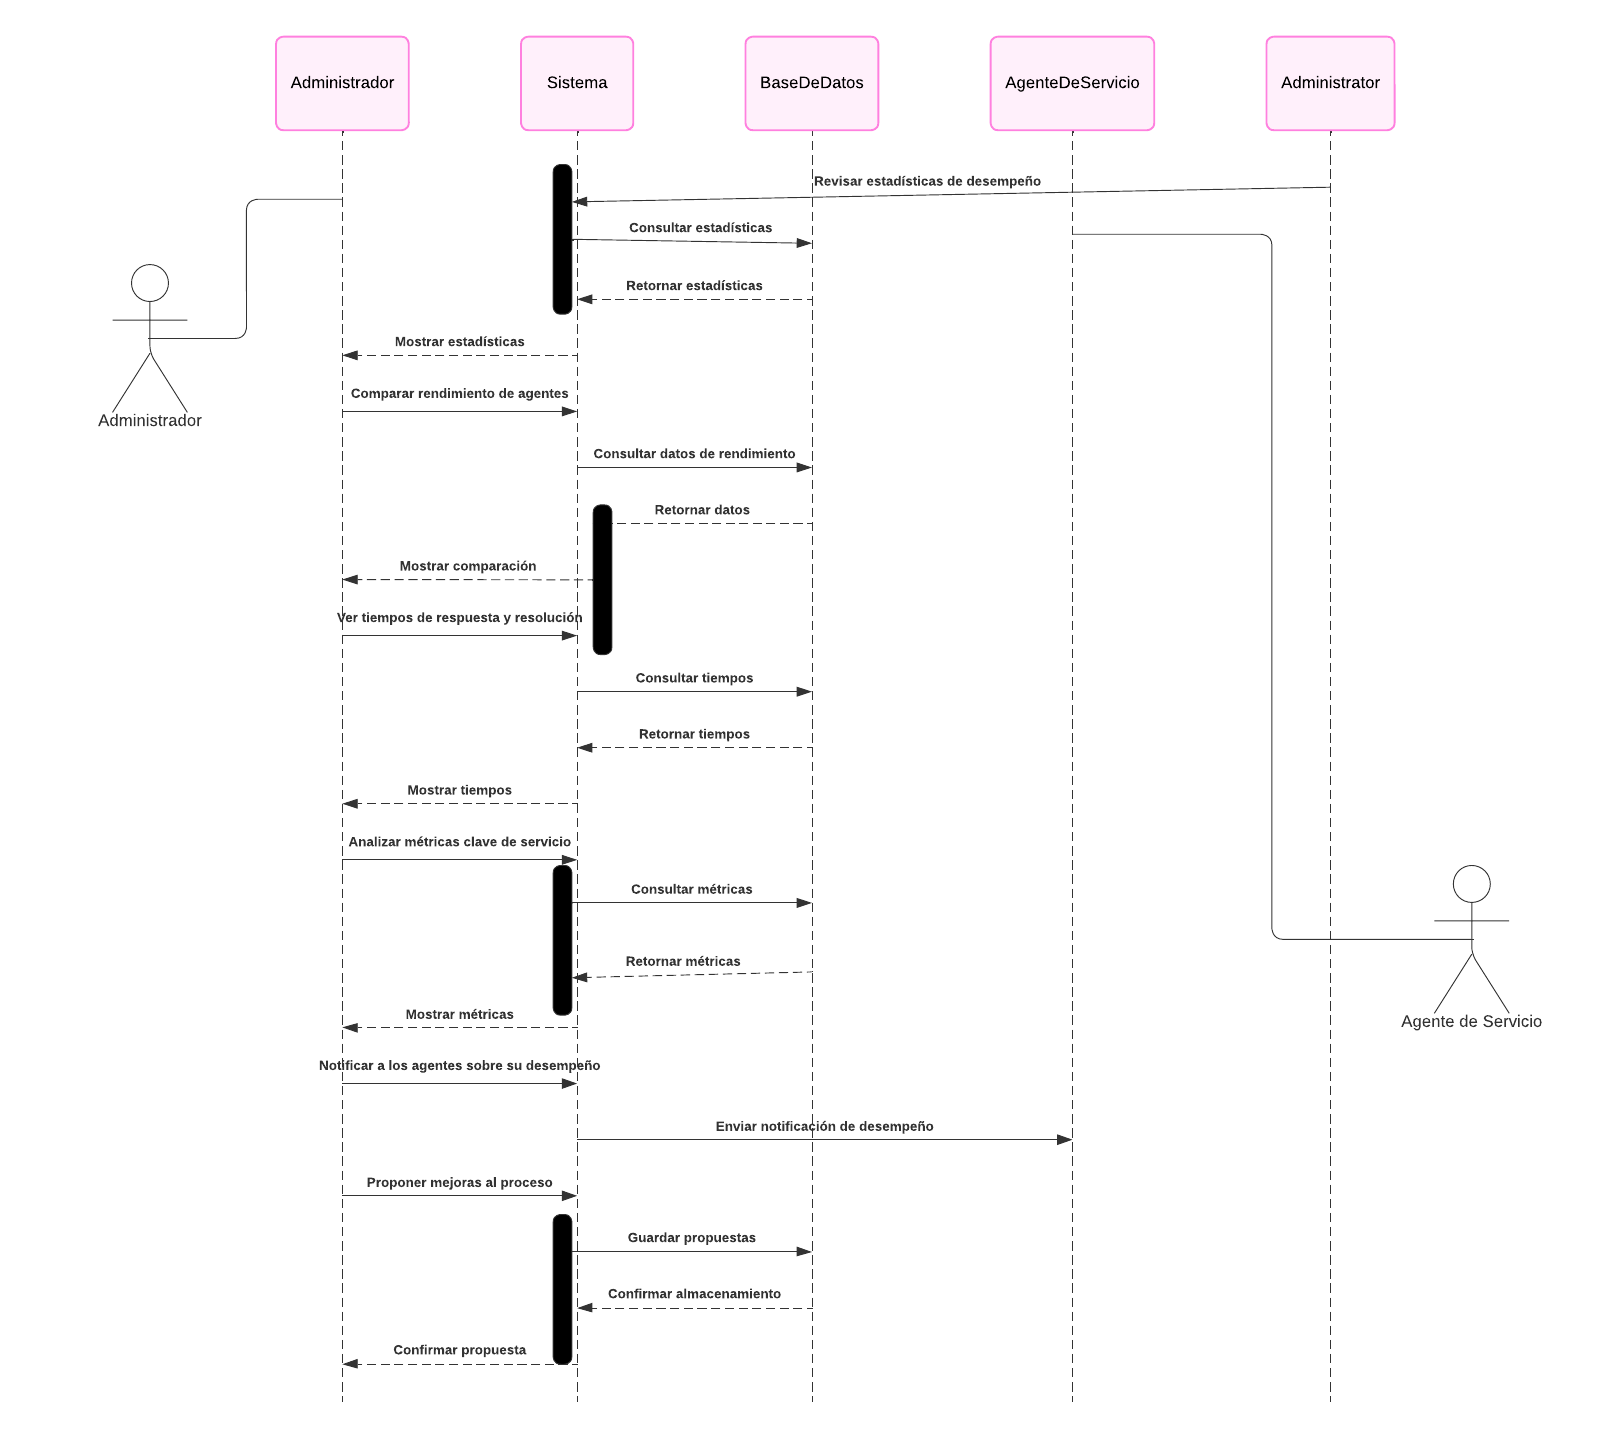 Administrador
Sistema
BaseDeDatos
AgenteDeServicio
Administrator
Revisar estadísticas de desempeño
Consultar estadísticas
Retornar estadísticas
Mostrar estadísticas
Comparar rendimiento de agentes
Administrador
Consultar datos de rendimiento
Retornar datos
Mostrar comparación
Ver tiempos de respuesta y resolución
Consultar tiempos
Retornar tiempos
Mostrar tiempos
Analizar métricas clave de servicio
Consultar métricas
Retornar métricas
Mostrar métricas
Agente de Servicio
Notificar a los agentes sobre su desempeño
Enviar notificación de desempeño
Proponer mejoras al proceso
Guardar propuestas
Confirmar almacenamiento
Confirmar propuesta